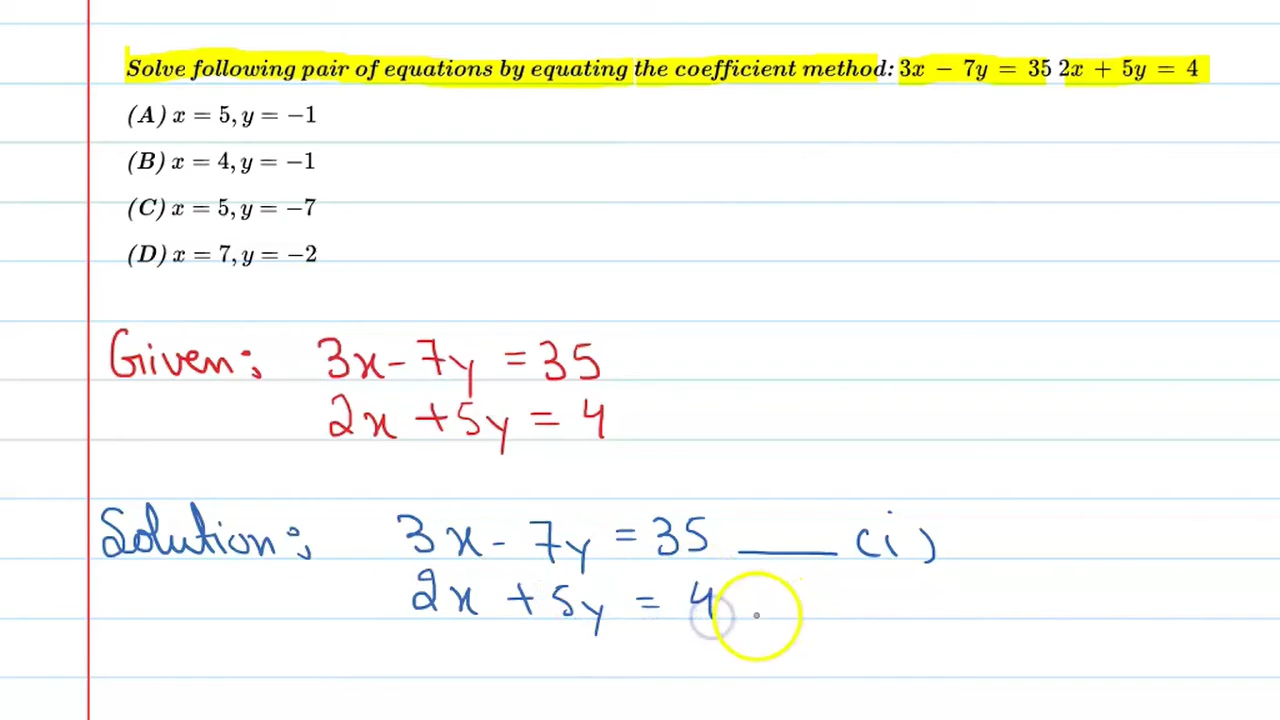 Solve following pair of equations by equating the coefficient method: 3x − 7y = 35 2x + 5y = 4
(A) x = 5, y = −1
(B) x = 4, y = −1
(C) x = 5, y = −7
(D) x = 7, y = −2
Given: 3x - 7y = 35
2x + 5y = 4
Solution: 3x - 7y = 35 ___ (i)
2x + 5y = 4